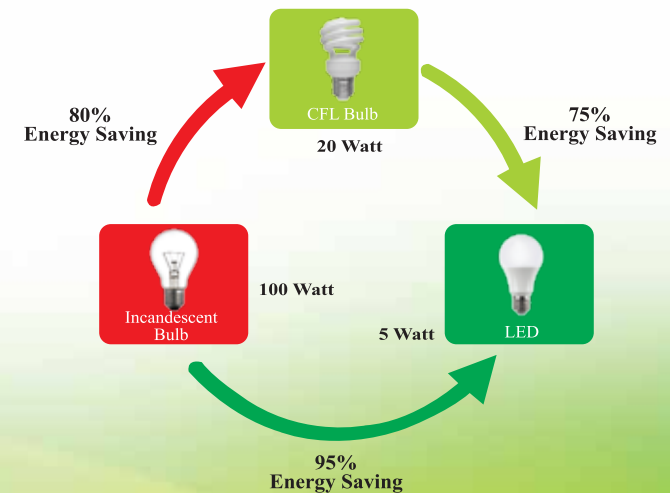 CFL Bulb
80%
Energy Saving
20 Watt
75%
Energy Saving
Incandescent
Bulb
100 Watt
5 Watt
LED
95%
Energy Saving